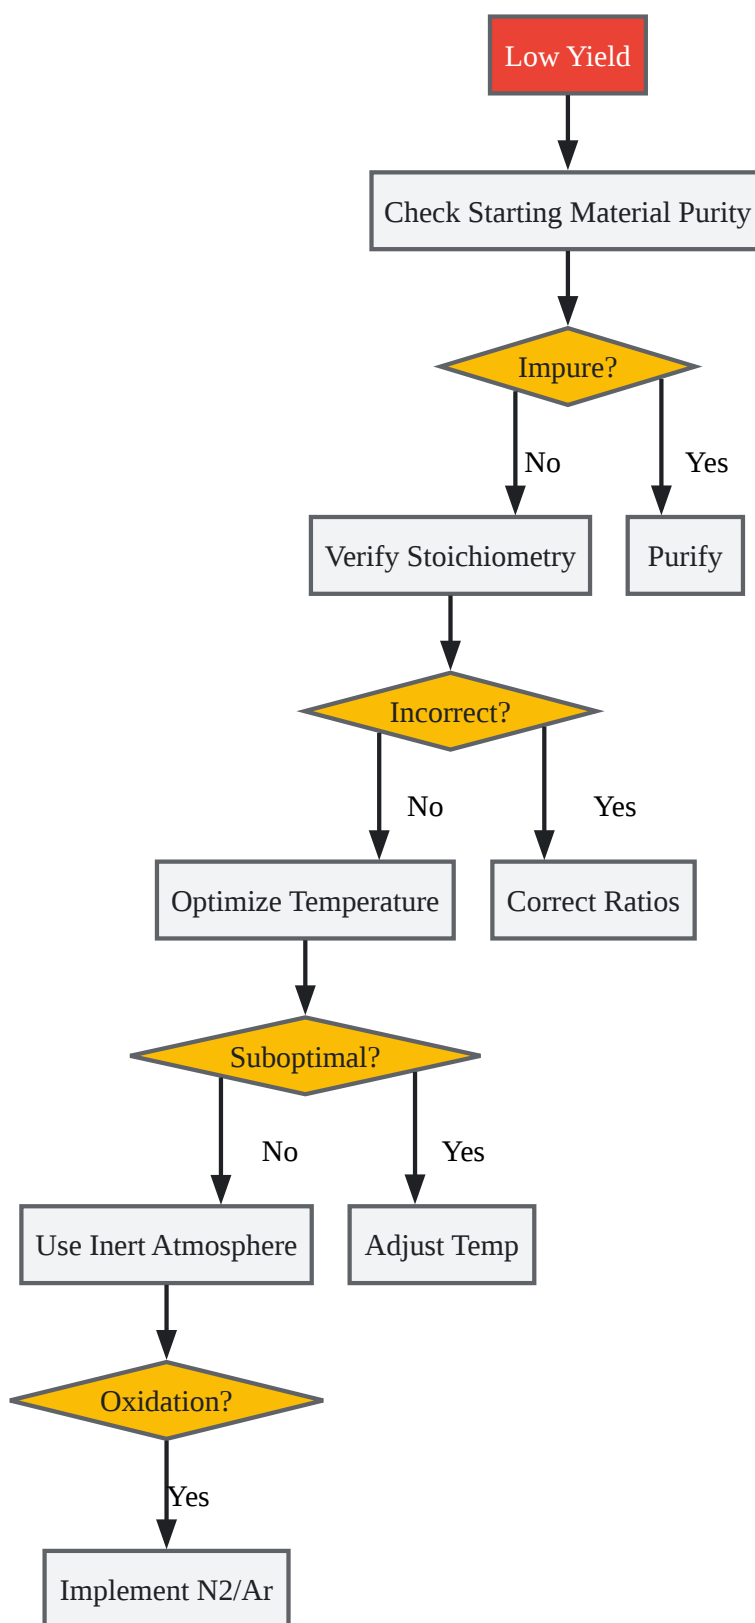 Low Yield
Check Starting Material Purity
Impure?
No
Yes
Verify Stoichiometry
Purify
Incorrect?
No
Yes
Optimize Temperature
Correct Ratios
Suboptimal?
No
Yes
Use Inert Atmosphere
Adjust Temp
Oxidation?
Yes
Implement N2/Ar